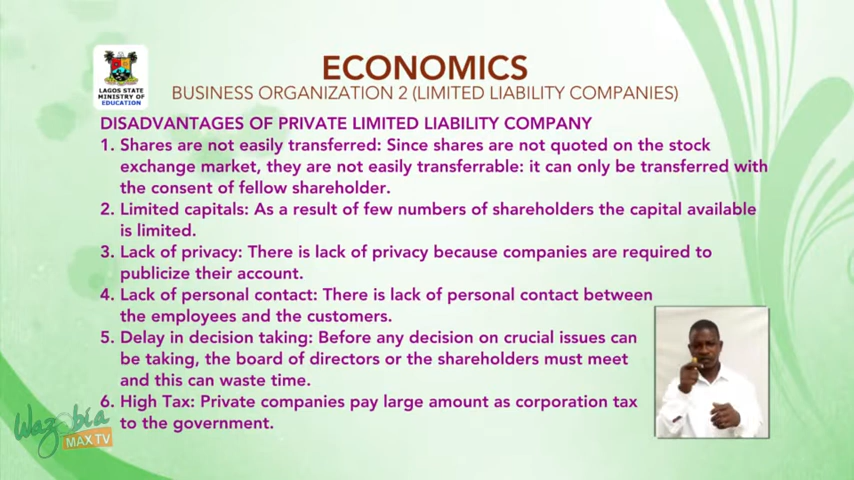 ECONOMICS
LAGOS STATE
MINISTRY OF
EDUCATION
BUSINESS ORGANIZATION 2 (LIMITED LIABILITY COMPANIES)
DISADVANTAGES OF PRIVATE LIMITED LIABILITY COMPANY
1. Shares are not easily transferred: Since shares are not quoted on the stock
exchange market, they are not easily transferrable: it can only be transferred with
the consent of fellow shareholder.
2. Limited capitals: As a result of few numbers of shareholders the capital available
is limited.
3. Lack of privacy: There is lack of privacy because companies are required to
publicize their account.
4. Lack of personal contact: There is lack of personal contact between
the employees and the customers.
5. Delay in decision taking: Before any decision on crucial issues can
be taking, the board of directors or the shareholders must meet
and this can waste time.
6. High Tax: Private companies pay large amount as corporation tax
to the government.
Wazobia
MAX TV